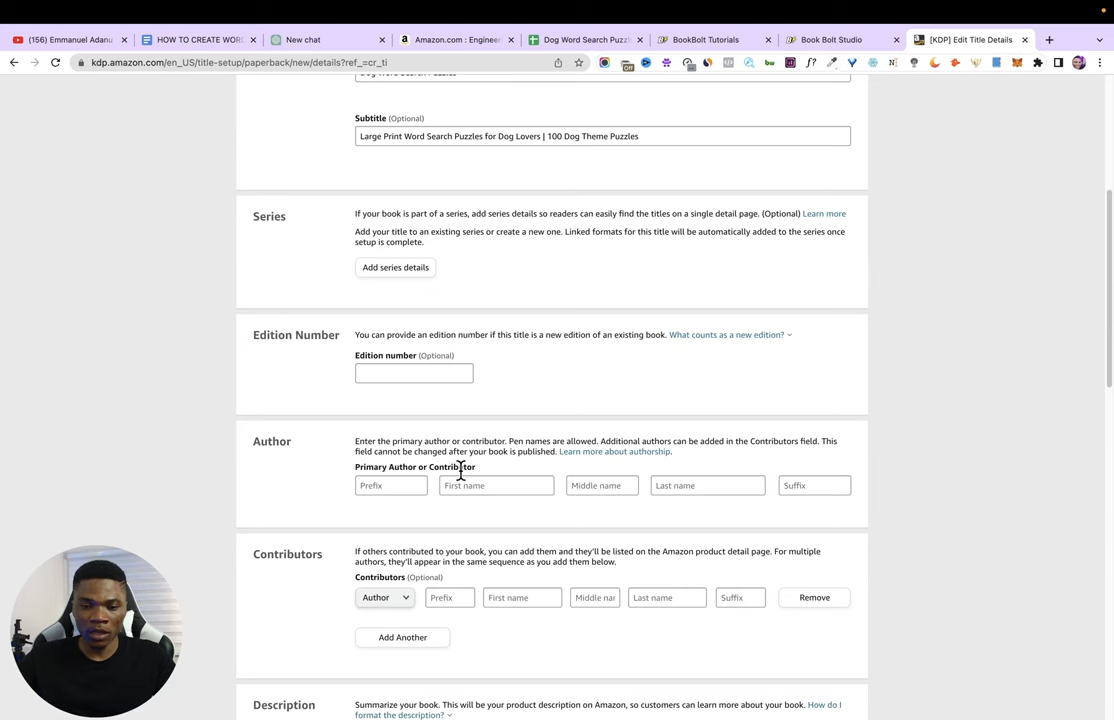 (156) Emmanuel Adanu
HOW TO CREATE WOR
New chat
Amazon.com : Engineer
Dog Word Search Puzzl
BookBolt Tutorials
Book Bolt Studio
[KDP] Edit Title Details
kdp.amazon.com/en_US/title-setup/paperback/new/details?ref_=cr_ti
Subtitle (Optional)
Large Print Word Search Puzzles for Dog Lovers | 100 Dog Theme Puzzles
Series
If your book is part of a series, add series details so readers can easily find the titles on a single detail page. (Optional) Learn more
Add your title to an existing series or create a new one. Linked formats for this title will be automatically added to the series once
setup is complete.
Add series details
Edition Number
You can provide an edition number if this title is a new edition of an existing book. What counts as a new edition?
Edition number (Optional)
Author
Enter the primary author or contributor. Pen names are allowed. Additional authors can be added in the Contributors field. This
field cannot be changed after your book is published. Learn more about authorship.
Primary Author or Contributor
Prefix
First name
Middle name
Last name
Suffix
Contributors
If others contributed to your book, you can add them and they'll be listed on the Amazon product detail page. For multiple
authors, they'll appear in the same sequence as you add them below.
Contributors (Optional)
Author
Prefix
First name
Middle nar
Last name
Suffix
Remove
Add Another
Description
Summarize your book. This will be your product description on Amazon, so customers can learn more about your book. How do I
format the description?